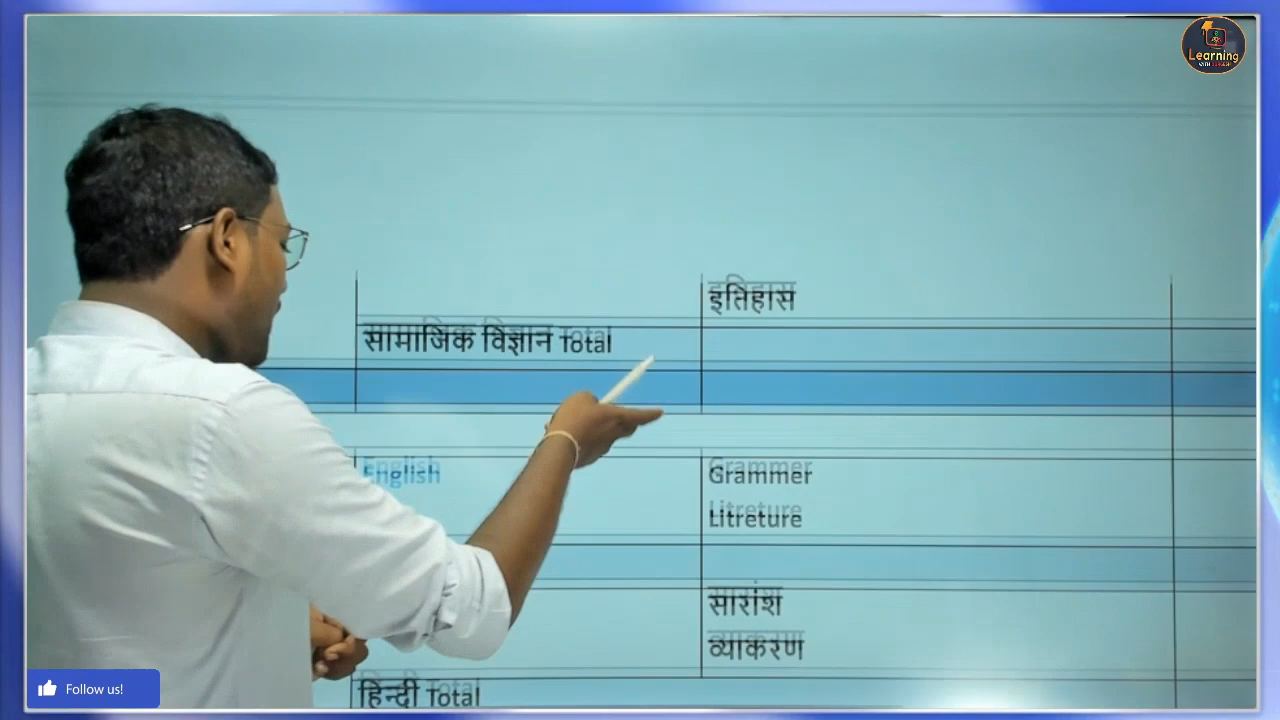 Learning
इतिहास
सामाजिक विज्ञान Total
English
Grammer
Litreture
सारांश
व्याकरण
हिन्दी Total
Follow us!